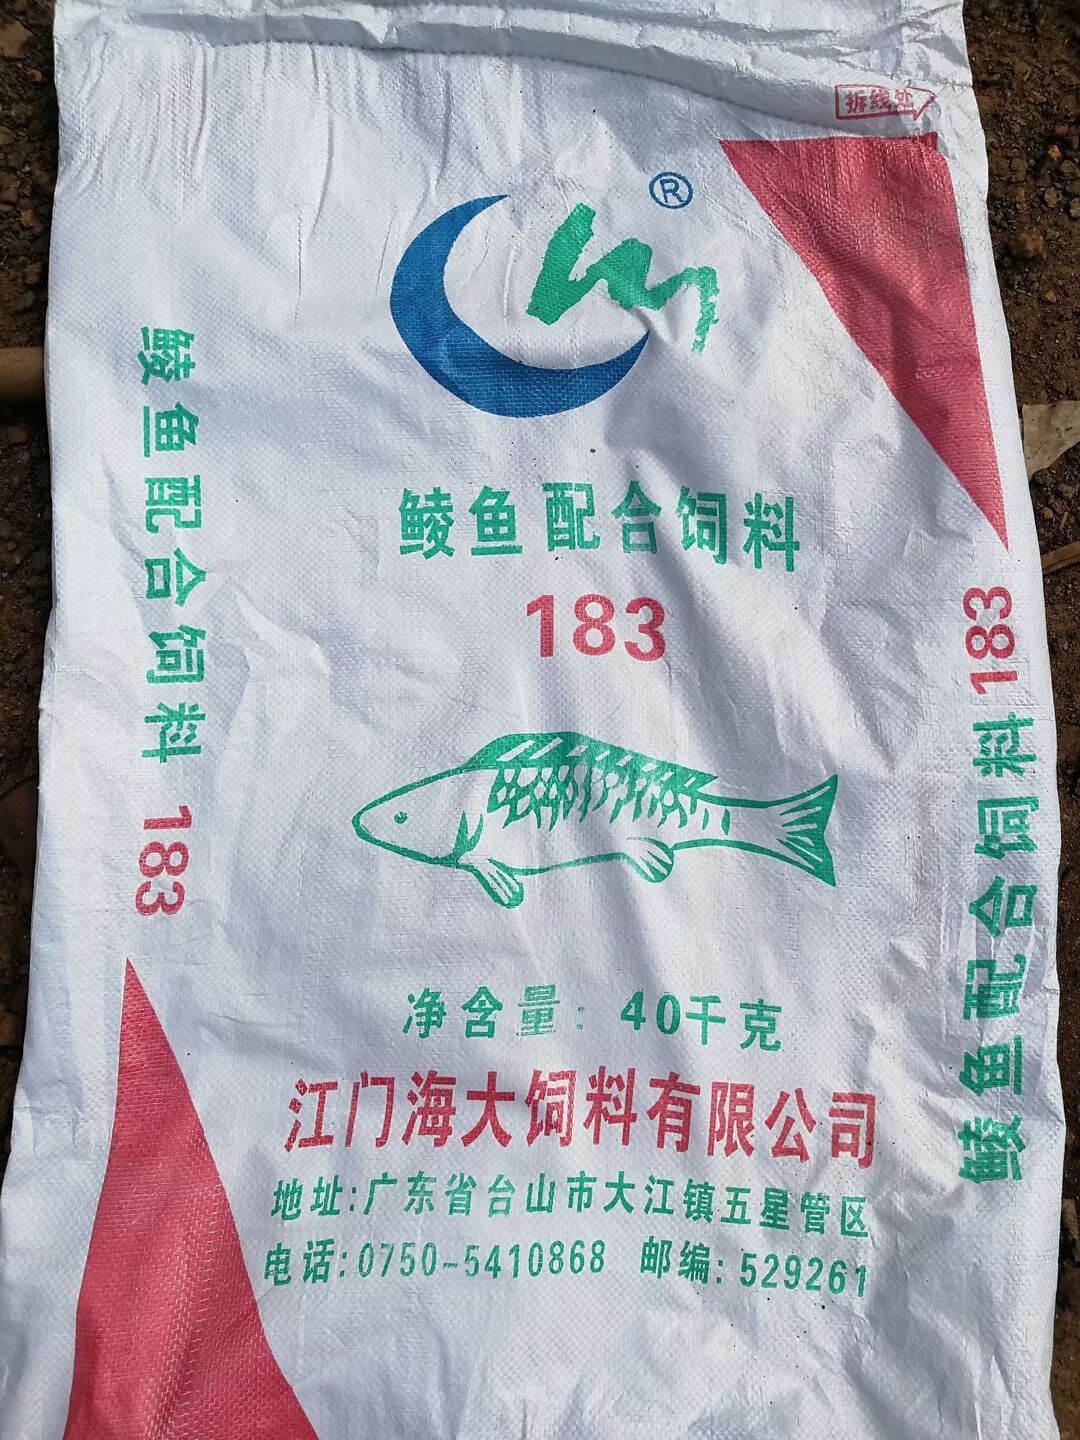 拆线处
®
鲮鱼配合饲料
183
净含量：40千克
江门海大饲料有限公司
地址:广东省台山市大江镇五星管区
电话:0750-5410868 邮编:529261
鲮鱼配合饲料 183
鲮鱼配合饲料 183